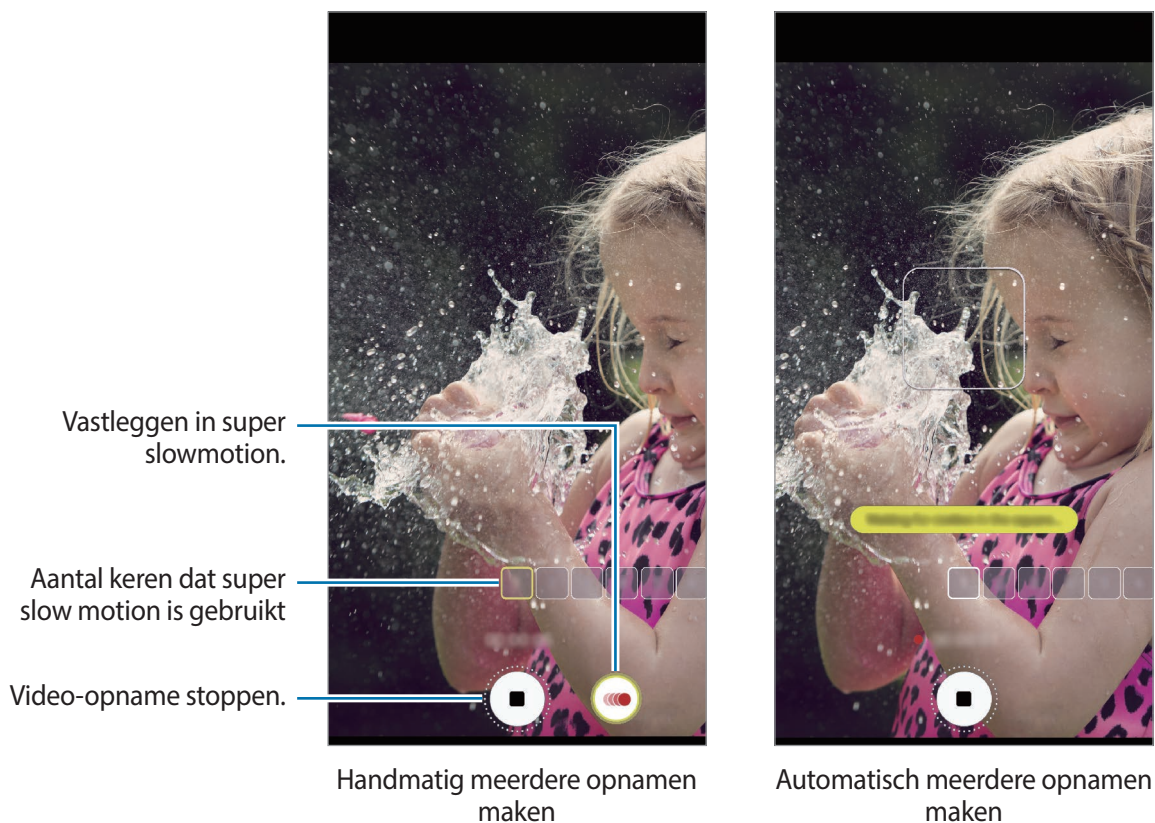 Vastleggen in super
slowmotion.
Aantal keren dat super
slow motion is gebruikt
Video-opname stoppen.
Handmatig meerdere opnamen
maken
Automatisch meerdere opnamen
maken